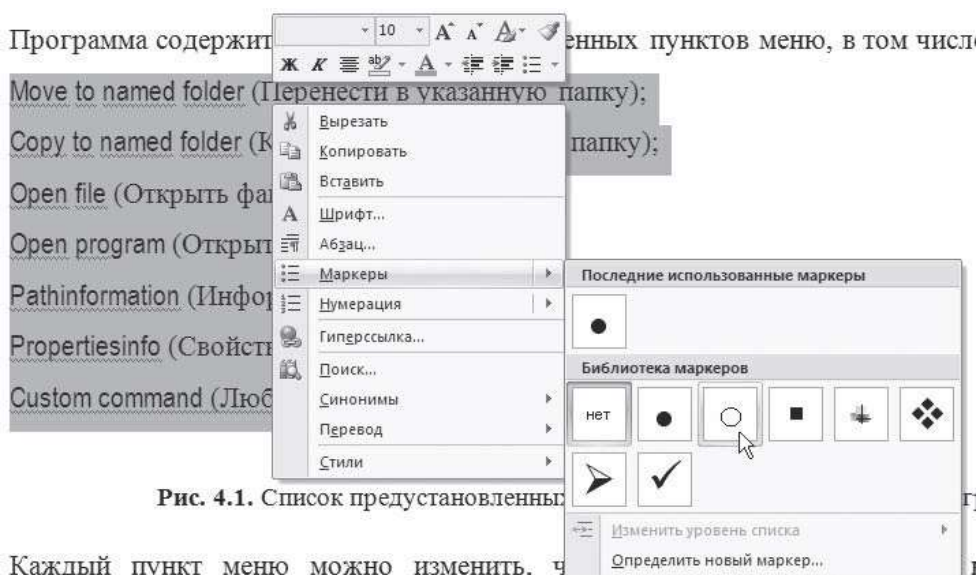 Программа содержит
енных пунктов меню, в том числе
10
Ж К
Move to named folder (Перенести в указанную папку);
Copy to named folder (К
папку);
Open file (Открыть фай
Open program (Открыт
Pathinformation (Инфор
Propertiesinfo (Свойств
Custom command (Люб
Вырезать
Копировать
Вставить
Шрифт...
Абзац...
Маркеры
Нумерация
Гиперссылка...
Поиск...
Синонимы
Перевод
Стили
Последние использованные маркеры
Библиотека маркеров
нет
Изменить уровень списка
Определить новый маркер...
Рис. 4.1. Список предустановленных
Каждый пункт меню можно изменить, ч